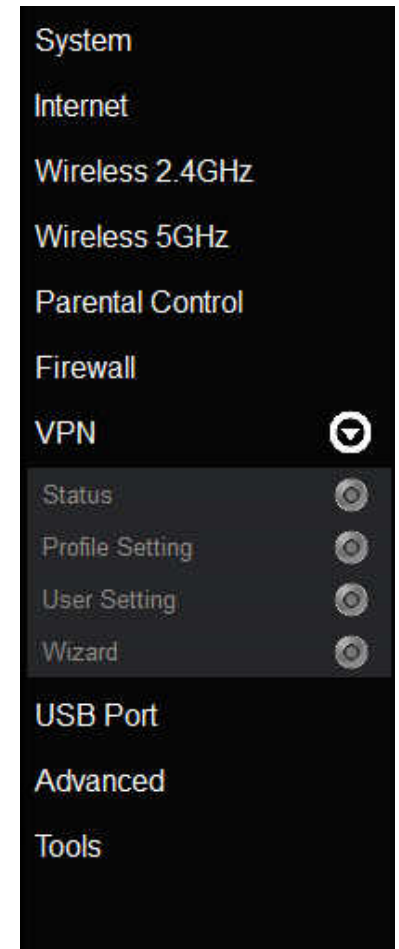 System
Internet
Wireless 2.4GHz
Wireless 5GHz
Parental Control
Firewall
VPN
Status
Profile Setting
User Setting
Wizard
USB Port
Advanced
Tools